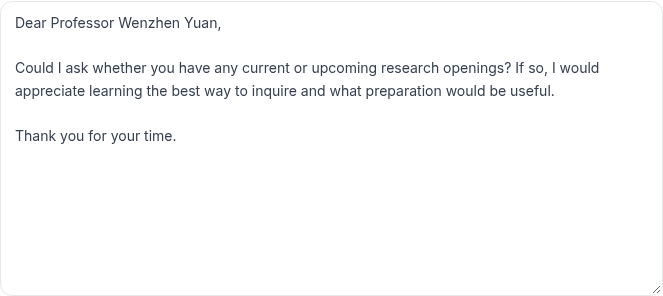 Dear Professor Wenzhen Yuan,
Could I ask whether you have any current or upcoming research openings? If so, I would
appreciate learning the best way to inquire and what preparation would be useful.
Thank you for your time.